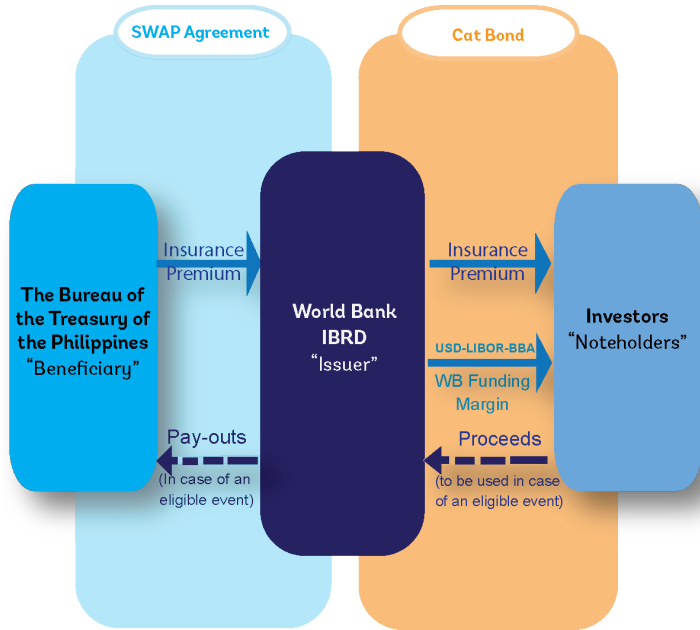 SWAP Agreement
Cat Bond
The Bureau of
the Treasury of
the Philippines
“Beneficiary”
Insurance
Premium
Pay-outs
(In case of an
eligible event)
World Bank
IBRD
“Issuer”
Insurance
Premium
USD-LIBOR-BBA
WB Funding
Margin
Proceeds
(to be used in case
of an eligible event)
Investors
“Noteholders”